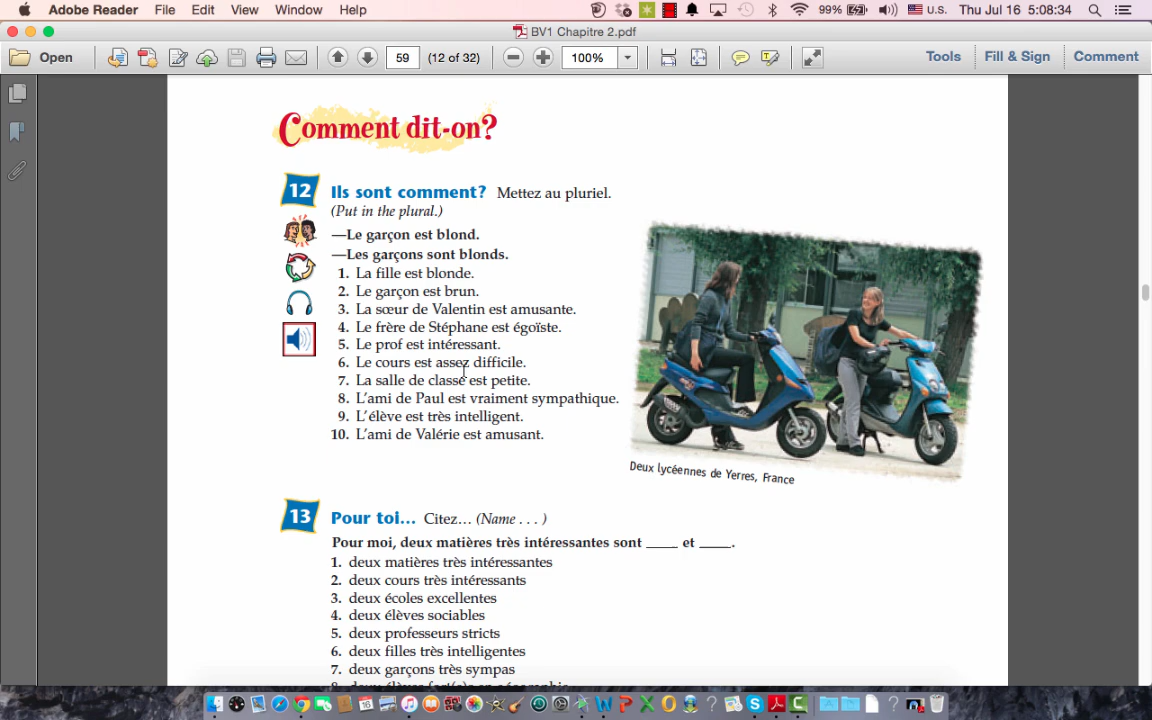 Adobe Reader File Edit View Window Help 99% U.S. Thu Jul 16 5:08:34
BV1 Chapitre 2.pdf
Open 59 (12 of 32) 100% Tools Fill & Sign Comment
Comment dit-on?
12 Ils sont comment? Mettez au pluriel.
(Put in the plural.)
—Le garçon est blond.
—Les garçons sont blonds.
1. La fille est blonde.
2. Le garçon est brun.
3. La sœur de Valentin est amusante.
4. Le frère de Stéphane est égoïste.
5. Le prof est intéressant.
6. Le cours est assez difficile.
7. La salle de classe est petite.
8. L'ami de Paul est vraiment sympathique.
9. L'élève est très intelligent.
10. L'ami de Valérie est amusant.
Deux lycéennes de Yerres, France
13 Pour toi... Citez... (Name . . . )
Pour moi, deux matières très intéressantes sont ____ et ____.
1. deux matières très intéressantes
2. deux cours très intéressants
3. deux écoles excellentes
4. deux élèves sociables
5. deux professeurs stricts
6. deux filles très intelligentes
7. deux garçons très sympas